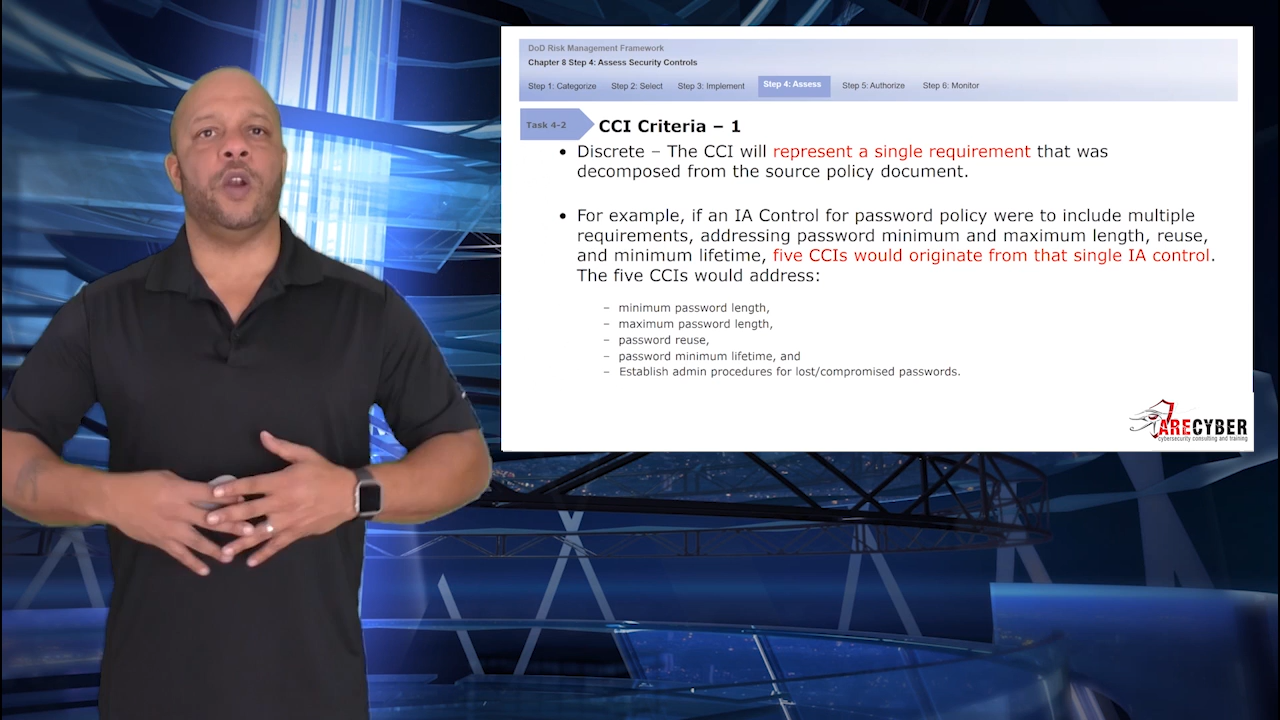 DoD Risk Management Framework
Chapter 8 Step 4: Assess Security Controls
Step 1: Categorize Step 2: Select Step 3: Implement Step 4: Assess Step 5: Authorize Step 6: Monitor
Task 4-2
CCI Criteria – 1
• Discrete – The CCI will represent a single requirement that was
decomposed from the source policy document.
• For example, if an IA Control for password policy were to include multiple
requirements, addressing password minimum and maximum length, reuse,
and minimum lifetime, five CCIs would originate from that single IA control.
The five CCIs would address:
– minimum password length,
– maximum password length,
– password reuse,
– password minimum lifetime, and
– Establish admin procedures for lost/compromised passwords.
ARECYBER
cybersecurity consulting and training